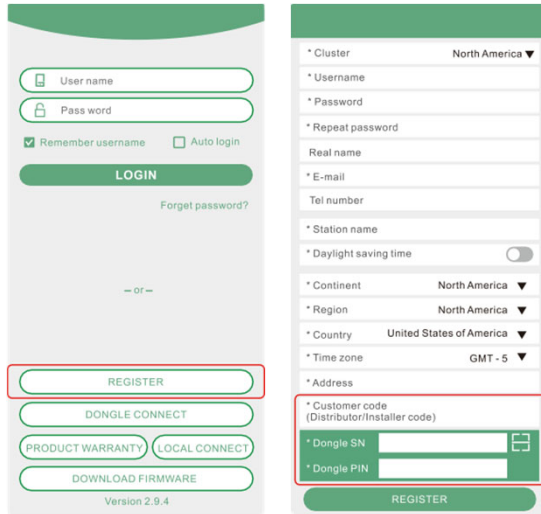 User name
Pass word
Remember username
Auto login
LOGIN
Forget password?
– or –
REGISTER
DONGLE CONNECT
PRODUCT WARRANTY
LOCAL CONNECT
DOWNLOAD FIRMWARE
Version 2.9.4
* Cluster North America ▼
* Username
* Password
* Repeat password
Real name
* E-mail
Tel number
* Station name
* Daylight saving time
* Continent North America ▼
* Region North America ▼
* Country United States of America ▼
* Time zone GMT - 5 ▼
* Address
* Customer code
(Distributor/Installer code)
* Dongle SN
* Dongle PIN
REGISTER